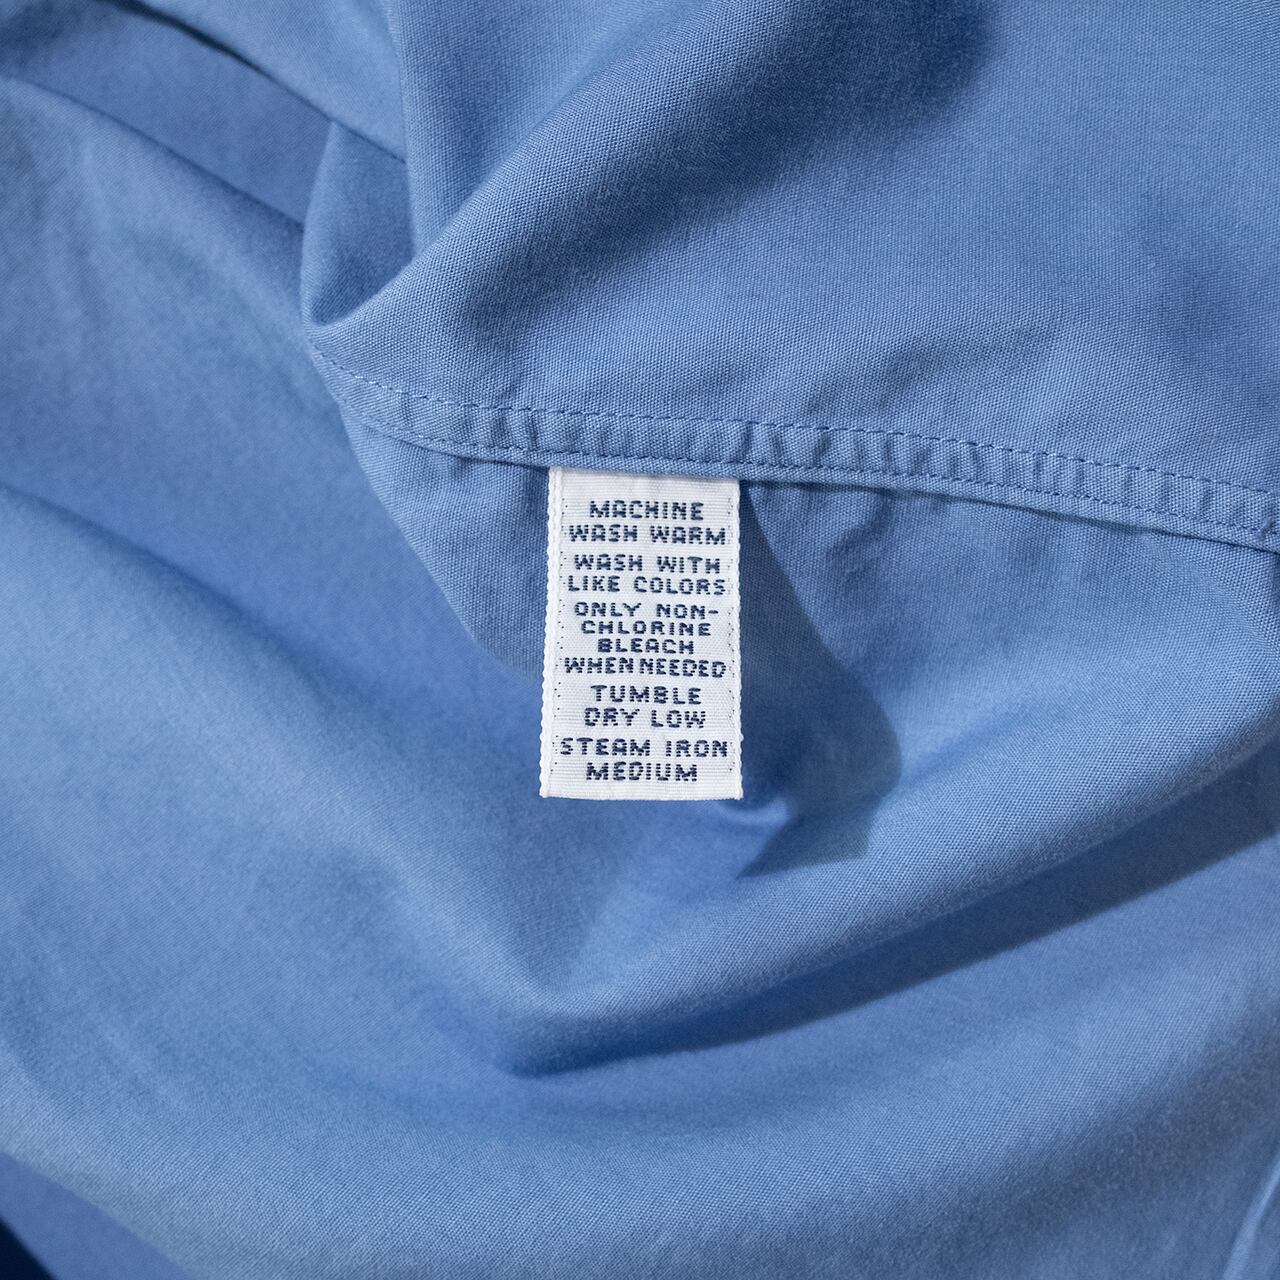 MACHINE
WASH WARM
WASH WITH
LIKE COLORS
ONLY NON-
CHLORINE
BLEACH
WHEN NEEDED
TUMBLE
DRY LOW
STEAM IRON
MEDIUM